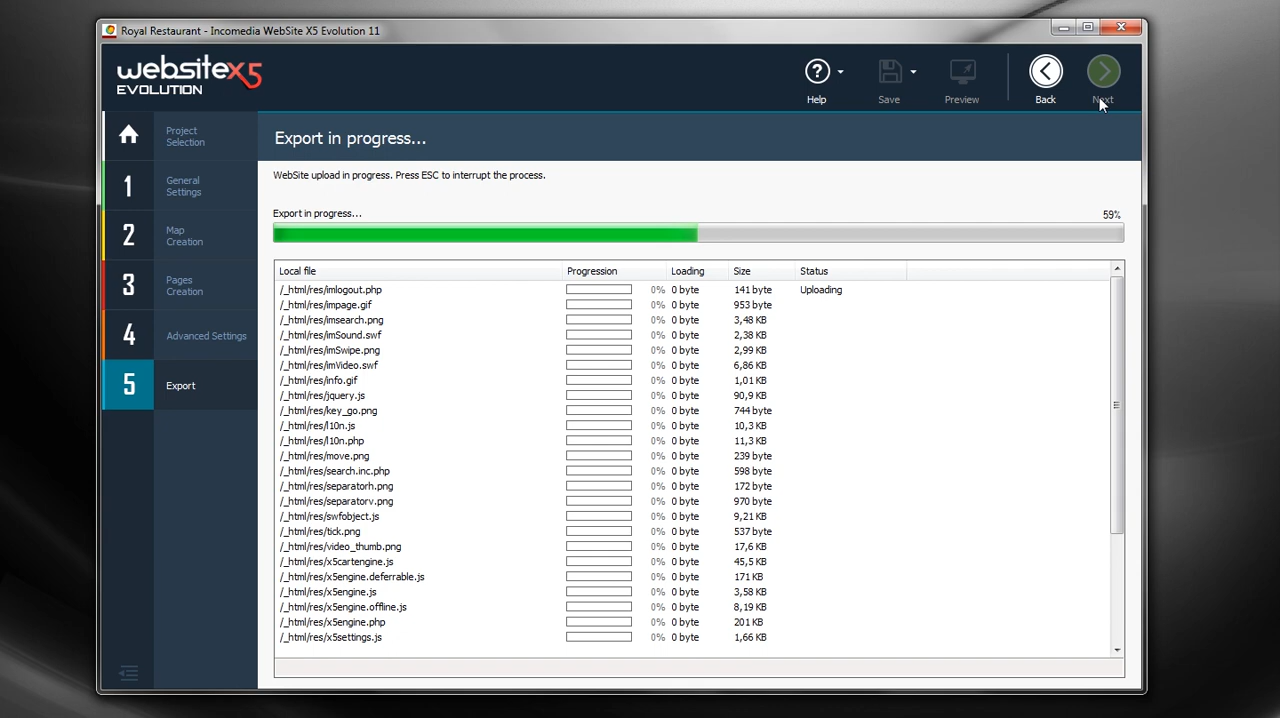 Royal Restaurant - Incomedia WebSite X5 Evolution 11
websitex5
EVOLUTION
Help
Save
Preview
Back
Next
Project
Selection
1
General
Settings
2
Map
Creation
3
Pages
Creation
4
Advanced Settings
5
Export
Export in progress...
WebSite upload in progress. Press ESC to interrupt the process.
Export in progress...
59%
Local file Progression Loading Size Status
/_html/res/imlogout.php 0% 0 byte 141 byte Uploading
/_html/res/impage.gif 0% 0 byte 953 byte
/_html/res/imsearch.png 0% 0 byte 3,48 KB
/_html/res/imSound.swf 0% 0 byte 2,38 KB
/_html/res/imSwipe.png 0% 0 byte 2,99 KB
/_html/res/imVideo.swf 0% 0 byte 6,86 KB
/_html/res/info.gif 0% 0 byte 1,01 KB
/_html/res/jquery.js 0% 0 byte 90,9 KB
/_html/res/key_go.png 0% 0 byte 744 byte
/_html/res/l10n.js 0% 0 byte 10,3 KB
/_html/res/l10n.php 0% 0 byte 11,3 KB
/_html/res/move.png 0% 0 byte 239 byte
/_html/res/search.inc.php 0% 0 byte 598 byte
/_html/res/separatorh.png 0% 0 byte 172 byte
/_html/res/separatorv.png 0% 0 byte 970 byte
/_html/res/swfobject.js 0% 0 byte 9,21 KB
/_html/res/tick.png 0% 0 byte 537 byte
/_html/res/video_thumb.png 0% 0 byte 17,6 KB
/_html/res/x5cartengine.js 0% 0 byte 45,5 KB
/_html/res/x5engine.deferrable.js 0% 0 byte 171 KB
/_html/res/x5engine.js 0% 0 byte 3,58 KB
/_html/res/x5engine.offline.js 0% 0 byte 8,19 KB
/_html/res/x5engine.php 0% 0 byte 201 KB
/_html/res/x5settings.js 0% 0 byte 1,66 KB